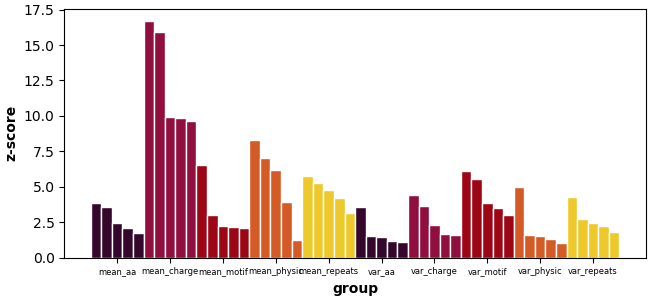 17.5
15.0
12.5
10.0
7.5
5.0
2.5
0.0
z-score
mean_aa mean_charge mean_motif mean_physic mean_repeats var_aa var_charge var_motif var_physic var_repeats
group